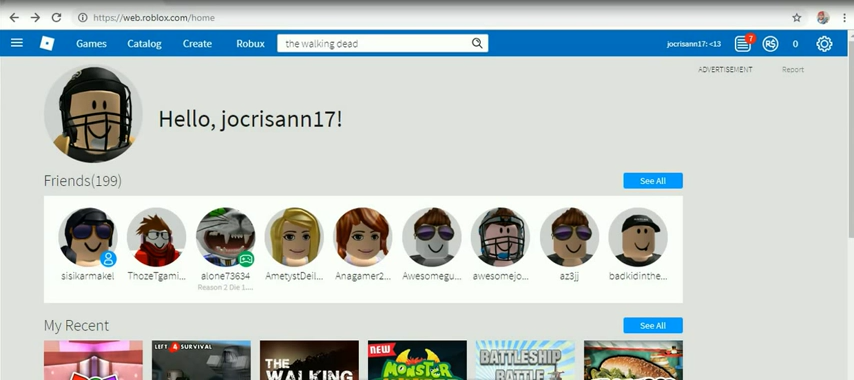 https://web.roblox.com/home
Games Catalog Create Robux the walking dead jocrisann17: <13 7 R$ 0
ADVERTISEMENT Report
Hello, jocrisann17!
Friends(199) See All
sisikarmakel ThozeTgami... alone73634 AmetystDeil... Anagamer2... Awesomegu... awesomejo... az3jj badkidinthe...
Reason 2 Die 1....
My Recent See All
LEFT 4 SURVIVAL
NEW
THE
WALKING
MONSTER
BATTLESHIP
BATTLE